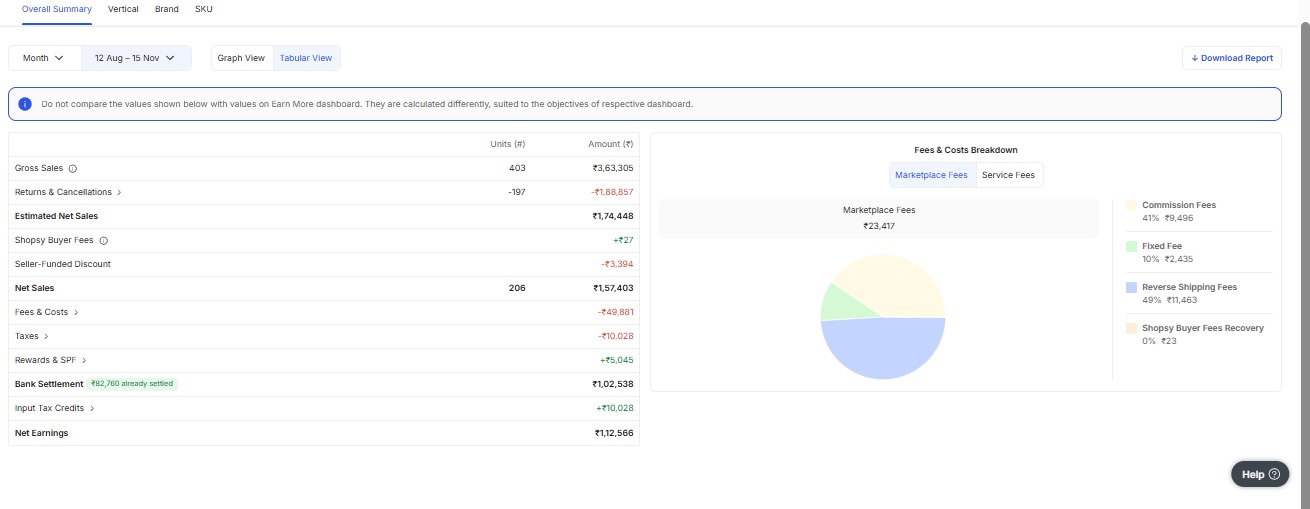 Overall Summary Vertical Brand SKU
Month 12 Aug – 15 Nov Graph View Tabular View Download Report
Do not compare the values shown below with values on Earn More dashboard. They are calculated differently, suited to the objectives of respective dashboard.
Units (#) Amount (₹)
Gross Sales 403 ₹3,63,305
Returns & Cancellations -197 -₹1,88,857
Estimated Net Sales ₹1,74,448
Shopsy Buyer Fees +₹27
Seller-Funded Discount -₹3,394
Net Sales 206 ₹1,57,403
Fees & Costs -₹49,881
Taxes -₹10,028
Rewards & SPF +₹5,045
Bank Settlement ₹82,760 already settled ₹1,02,538
Input Tax Credits +₹10,028
Net Earnings ₹1,12,566
Fees & Costs Breakdown
Marketplace Fees Service Fees
Marketplace Fees
₹23,417
Commission Fees
41% ₹9,496
Fixed Fee
10% ₹2,435
Reverse Shipping Fees
49% ₹11,463
Shopsy Buyer Fees Recovery
0% ₹23
Help